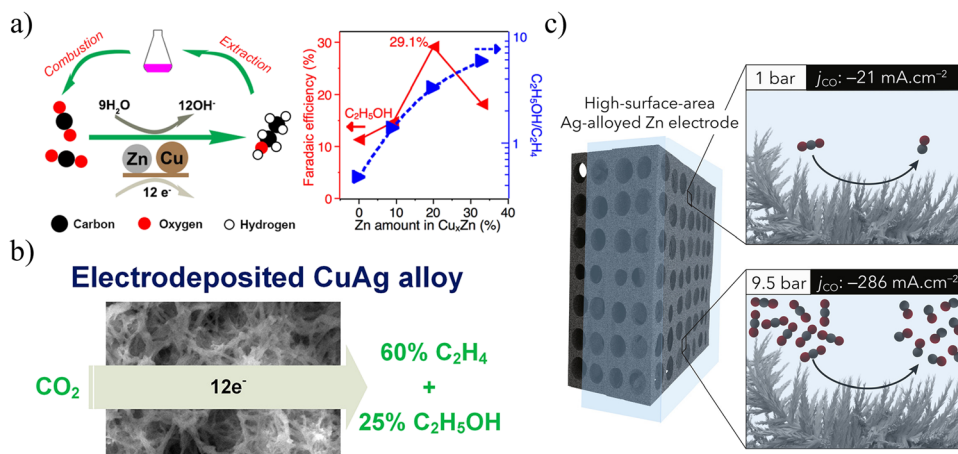 a)
Combustion
Extraction
9H₂O
12OH⁻
Zn
Cu
12 e⁻
Carbon
Oxygen
Hydrogen
Faradaic efficiency (%)
30
20
10
0
29.1%
C₂H₅OH
10
1
C₂H₅OH/C₂H₄
0 10 20 30 40
Zn amount in CuₓZn (%)
b)
Electrodeposited CuAg alloy
CO₂
12e⁻
60% C₂H₄
+
25% C₂H₅OH
c)
High-surface-area
Ag-alloyed Zn electrode
1 bar
jCO: –21 mA.cm⁻²
9.5 bar
jCO: –286 mA.cm⁻²